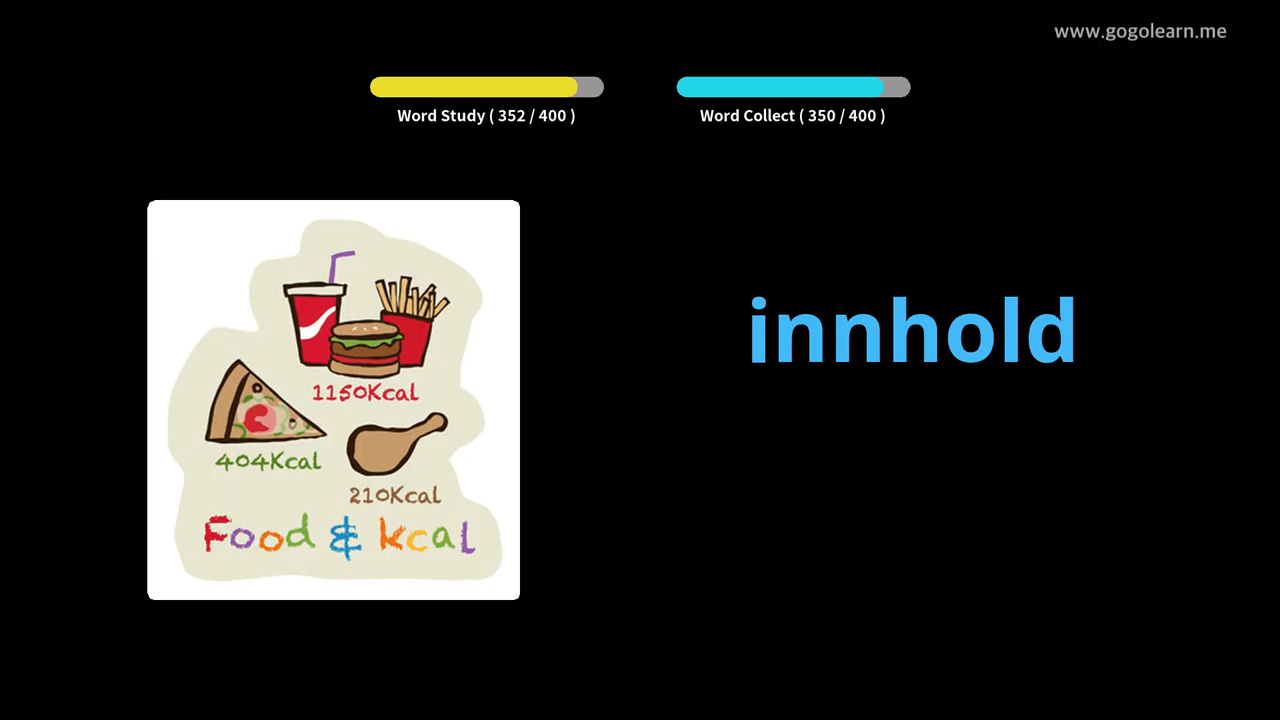 www.gogolearn.me
Word Study ( 352 / 400 )
Word Collect ( 350 / 400 )
innhold
1150Kcal
404Kcal
210Kcal
Food & kcal